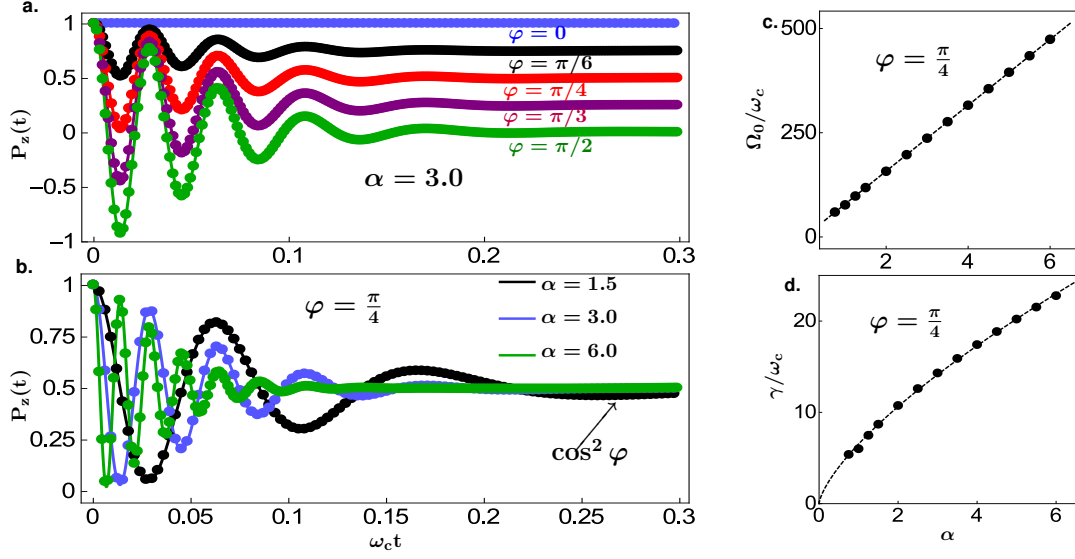 a.
1
0.5
0
−0.5
−1
P_z(t)
φ = 0
φ = π/6
φ = π/4
φ = π/3
φ = π/2
α = 3.0
0 0.1 0.2 0.3
b.
1
0.75
0.5
0.25
0
P_z(t)
φ = π/4
α = 1.5
α = 3.0
α = 6.0
cos² φ
0 0.05 0.1 0.15 0.2 0.25 0.3
ω_c t
c.
500
250
0
Ω_0/ω_c
φ = π/4
2 4 6
d.
20
10
0
γ/ω_c
φ = π/4
0 2 4 6
α